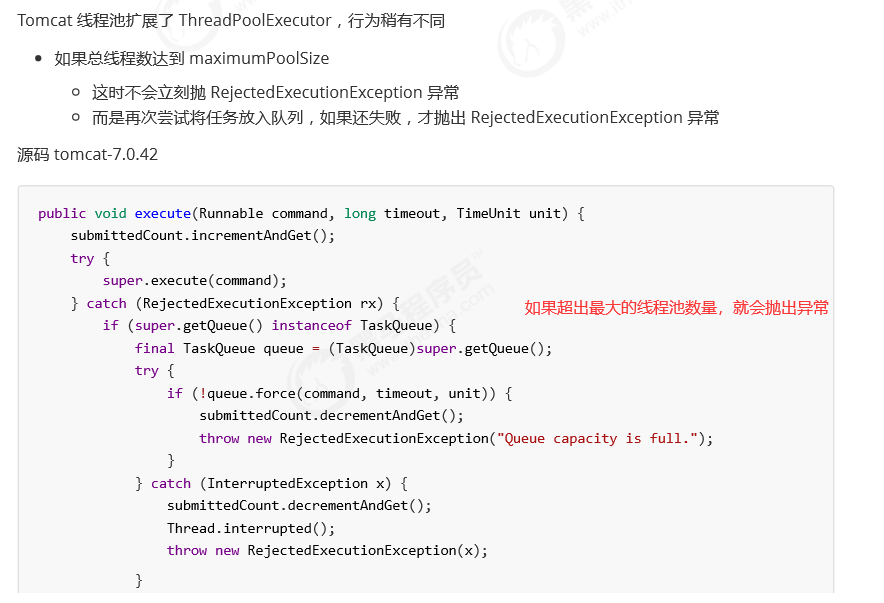 Tomcat 线程池扩展了 ThreadPoolExecutor，行为稍有不同
• 如果总线程数达到 maximumPoolSize
○ 这时不会立刻抛 RejectedExecutionException 异常
○ 而是再次尝试将任务放入队列，如果还失败，才抛出 RejectedExecutionException 异常
源码 tomcat-7.0.42
public void execute(Runnable command, long timeout, TimeUnit unit) {
    submittedCount.incrementAndGet();
    try {
        super.execute(command);
    } catch (RejectedExecutionException rx) {
如果超出最大的线程池数量，就会抛出异常
        if (super.getQueue() instanceof TaskQueue) {
            final TaskQueue queue = (TaskQueue)super.getQueue();
            try {
                if (!queue.force(command, timeout, unit)) {
                    submittedCount.decrementAndGet();
                    throw new RejectedExecutionException("Queue capacity is full.");
                }
            } catch (InterruptedException x) {
                submittedCount.decrementAndGet();
                Thread.interrupted();
                throw new RejectedExecutionException(x);
            }